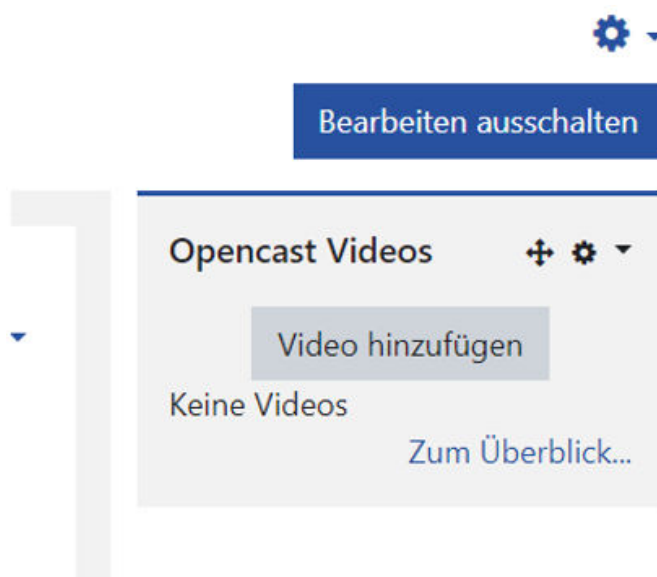 Bearbeiten ausschalten
Opencast Videos
Video hinzufügen
Keine Videos
Zum Überblick...